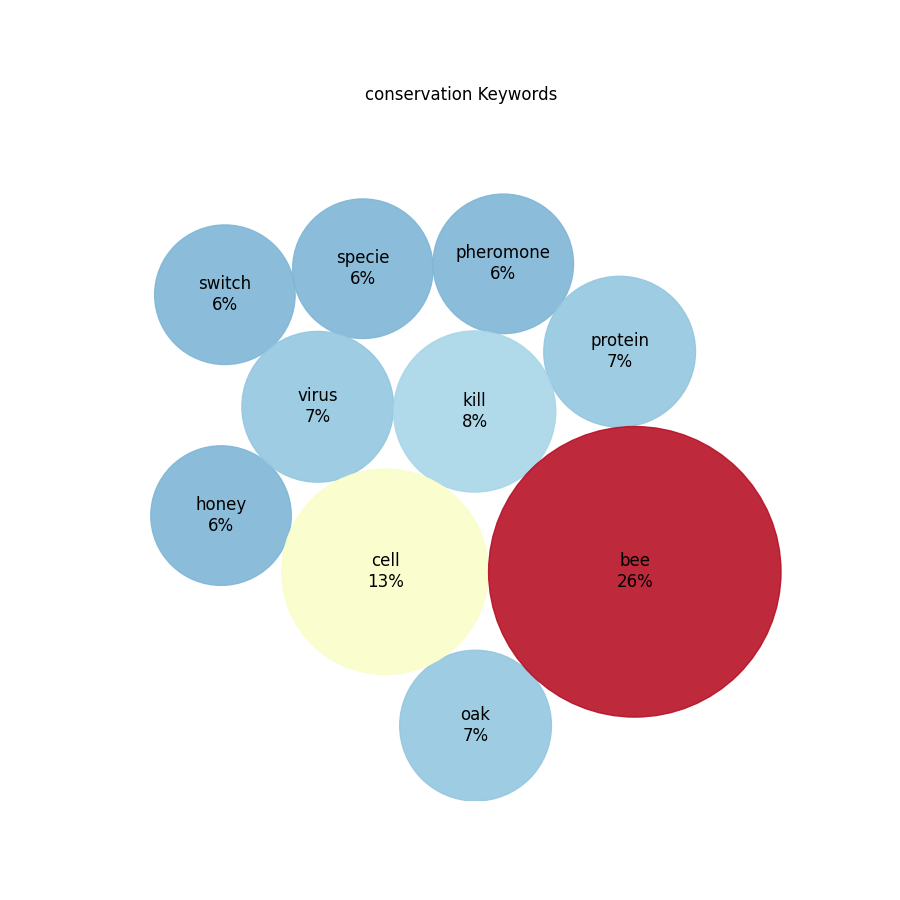 conservation Keywords
pheromone
6%
specie
6%
switch
6%
protein
7%
virus
7%
kill
8%
honey
6%
cell
13%
bee
26%
oak
7%